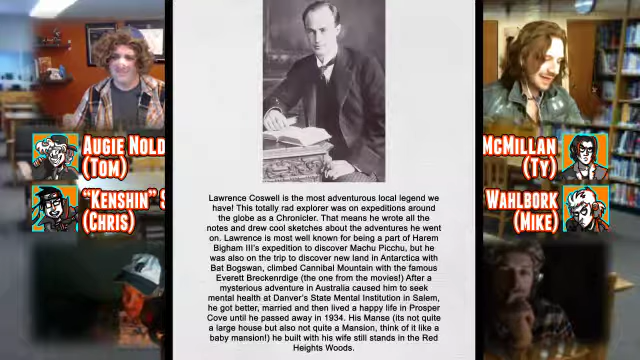 AUGIE NOLD
(TOM)
"KENSHIN" S
(CHRIS)
MCMILLAN
(TY)
WAHLBORK
(MIKE)
Lawrence Coswell is the most adventurous local legend we
have! This totally rad explorer was on expeditions around
the globe as a Chronicler. That means he wrote all the
notes and drew cool sketches about the adventures he went
on. Lawrence is most well known for being a part of Harem
Bigham III's expedition to discover Machu Picchu, but he
was also on the trip to discover new land in Antarctica with
Bat Bogswan, climbed Cannibal Mountain with the famous
Everett Breckenrdige (the one from the movies!) After a
mysterious adventure in Australia caused him to seek
mental health at Danver's State Mental Institution in Salem,
he got better, married and then lived a happy life in Prosper
Cove until he passed away in 1934. His Manse (its not quite
a large house but also not quite a Mansion, think of it like a
baby mansion!) he built with his wife still stands in the Red
Heights Woods.